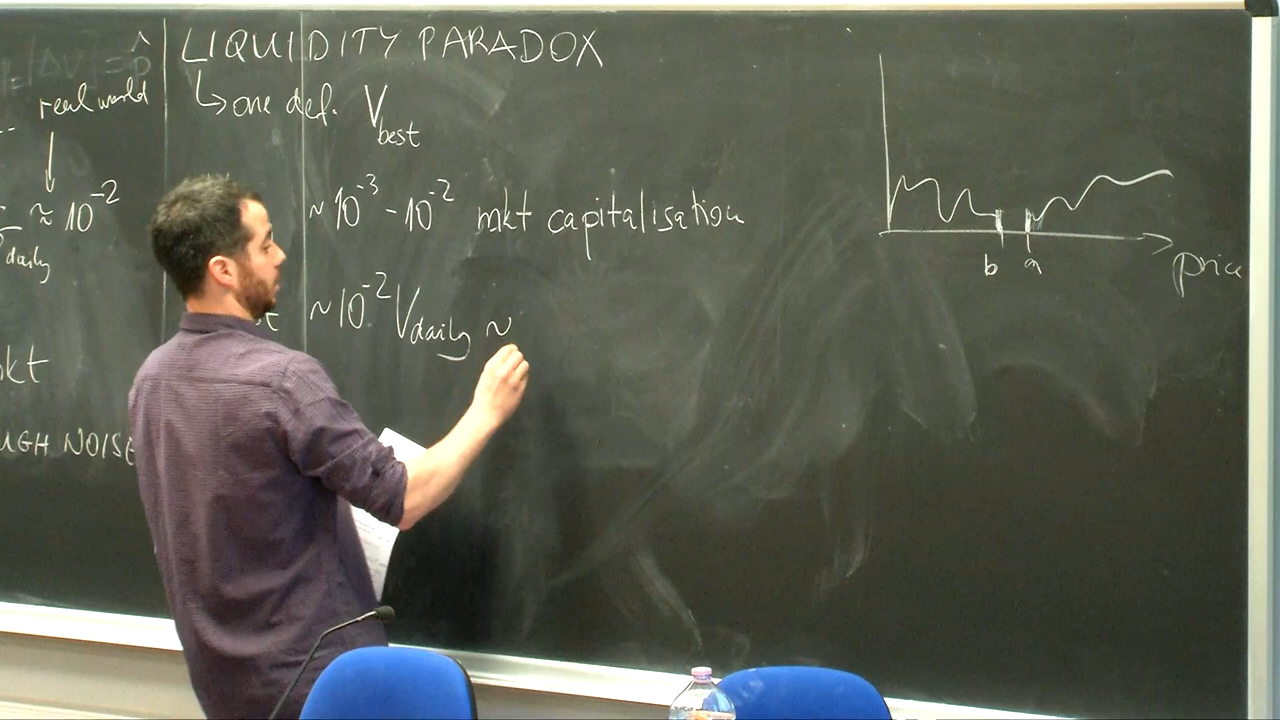 real world
≈ 10^-2
daily
kt
UGH NOISE
LIQUIDITY PARADOX
↳ one def. V_best
~ 10^-3 - 10^-2 mkt capitalisation
t ~ 10^-2 V_daily ~
b a
price